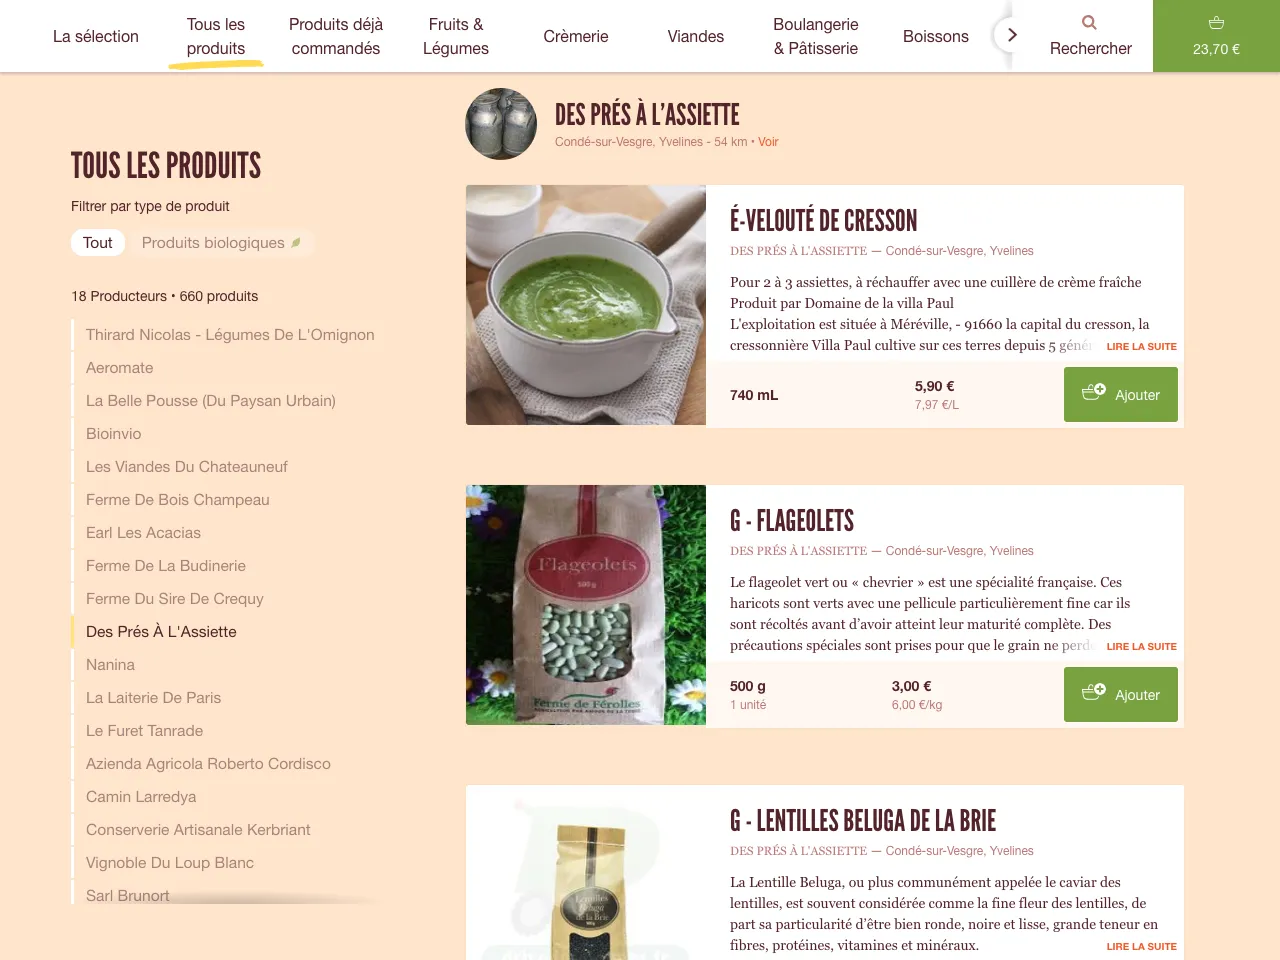 La sélection
Tous les
produits
Produits déjà
commandés
Fruits &
Légumes
Crèmerie
Viandes
Boulangerie
& Pâtisserie
Boissons
Rechercher
23,70 €
TOUS LES PRODUITS
Filtrer par type de produit
Tout
Produits biologiques
18 Producteurs • 660 produits
Thirard Nicolas - Légumes De L'Omignon
Aeromate
La Belle Pousse (Du Paysan Urbain)
Bioinvio
Les Viandes Du Chateauneuf
Ferme De Bois Champeau
Earl Les Acacias
Ferme De La Budinerie
Ferme Du Sire De Crequy
Des Prés À L'Assiette
Nanina
La Laiterie De Paris
Le Furet Tanrade
Azienda Agricola Roberto Cordisco
Camin Larredya
Conserverie Artisanale Kerbriant
Vignoble Du Loup Blanc
Sarl Brunort
DES PRÉS À L'ASSIETTE
Condé-sur-Vesgre, Yvelines - 54 km • Voir
É-VELOUTÉ DE CRESSON
DES PRÉS À L'ASSIETTE — Condé-sur-Vesgre, Yvelines
Pour 2 à 3 assiettes, à réchauffer avec une cuillère de crème fraîche
Produit par Domaine de la villa Paul
L'exploitation est située à Méréville, - 91660 la capital du cresson, la
cressonnière Villa Paul cultive sur ces terres depuis 5 génér LIRE LA SUITE
740 mL
5,90 €
7,97 €/L
Ajouter
Flageolets
500 g
Ferme de Férolles
G - FLAGEOLETS
DES PRÉS À L'ASSIETTE — Condé-sur-Vesgre, Yvelines
Le flageolet vert ou « chevrier » est une spécialité française. Ces
haricots sont verts avec une pellicule particulièrement fine car ils
sont récoltés avant d'avoir atteint leur maturité complète. Des
précautions spéciales sont prises pour que le grain ne perd LIRE LA SUITE
500 g
1 unité
3,00 €
6,00 €/kg
Ajouter
Lentilles
Beluga
de la Brie
G - LENTILLES BELUGA DE LA BRIE
DES PRÉS À L'ASSIETTE — Condé-sur-Vesgre, Yvelines
La Lentille Beluga, ou plus communément appelée le caviar des
lentilles, est souvent considérée comme la fine fleur des lentilles, de
part sa particularité d'être bien ronde, noire et lisse, grande teneur en
fibres, protéines, vitamines et minéraux.
LIRE LA SUITE